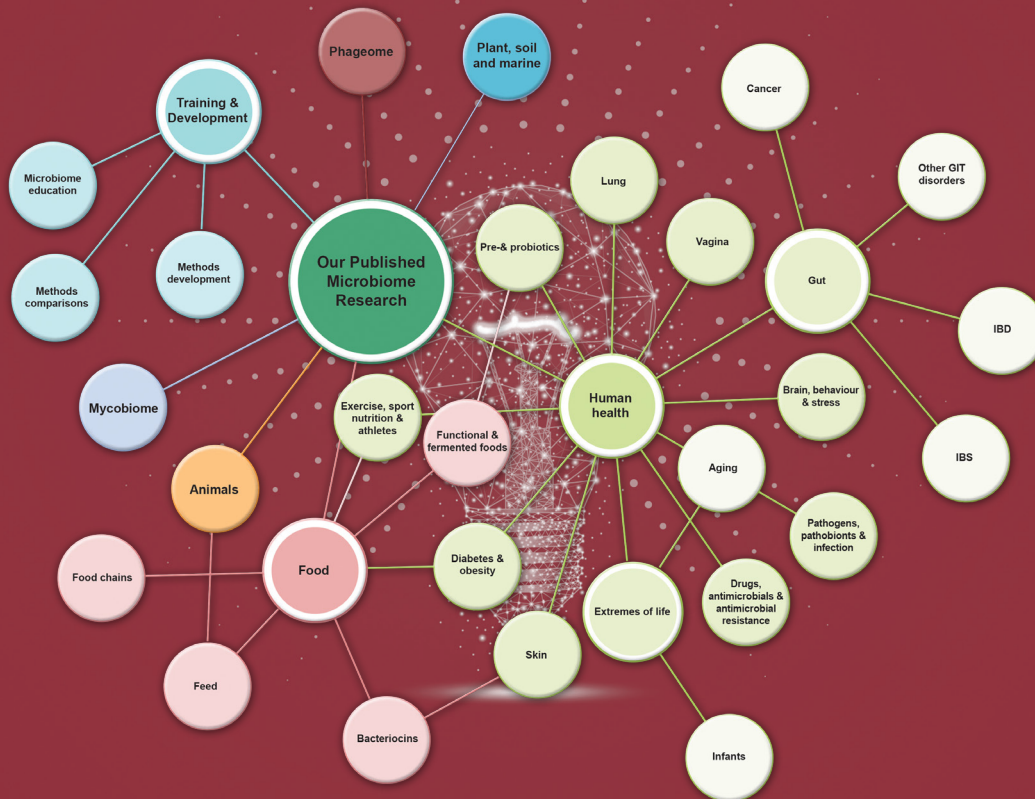 Phageome
Plant, soil
and marine
Training &
Development
Cancer
Microbiome
education
Other GIT
disorders
Lung
Pre-& probiotics
Vagina
Methods
development
Methods
comparisons
Our Published
Microbiome
Research
Gut
IBD
Mycobiome
Exercise, sport
nutrition &
athletes
Functional &
fermented foods
Human
health
Brain, behaviour
& stress
Aging
IBS
Animals
Pathogens,
pathobionts &
infection
Food chains
Food
Diabetes &
obesity
Extremes of life
Drugs,
antimicrobials &
antimicrobial
resistance
Skin
Feed
Bacteriocins
Infants